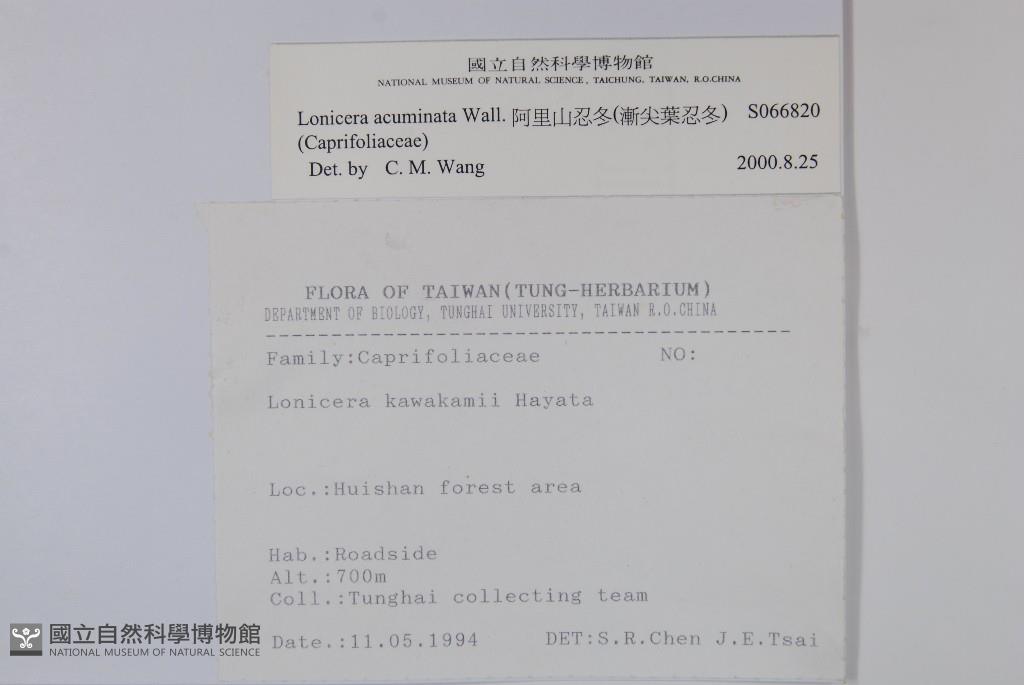 國立自然科學博物館
NATIONAL MUSEUM OF NATURAL SCIENCE, TAICHUNG, TAIWAN, R.O.CHINA
Lonicera acuminata Wall. 阿里山忍冬(漸尖葉忍冬) S066820
(Caprifoliaceae)
Det. by C. M. Wang 2000.8.25
FLORA OF TAIWAN(TUNG-HERBARIUM)
DEPARTMENT OF BIOLOGY, TUNGHAI UNIVERSITY, TAIWAN R.O.CHINA
Family:Caprifoliaceae NO:
Lonicera kawakamii Hayata
Loc.:Huishan forest area
Hab.:Roadside
Alt.:700m
Coll.:Tunghai collecting team
Date.:11.05.1994 DET:S.R.Chen J.E.Tsai
國立自然科學博物館
NATIONAL MUSEUM OF NATURAL SCIENCE